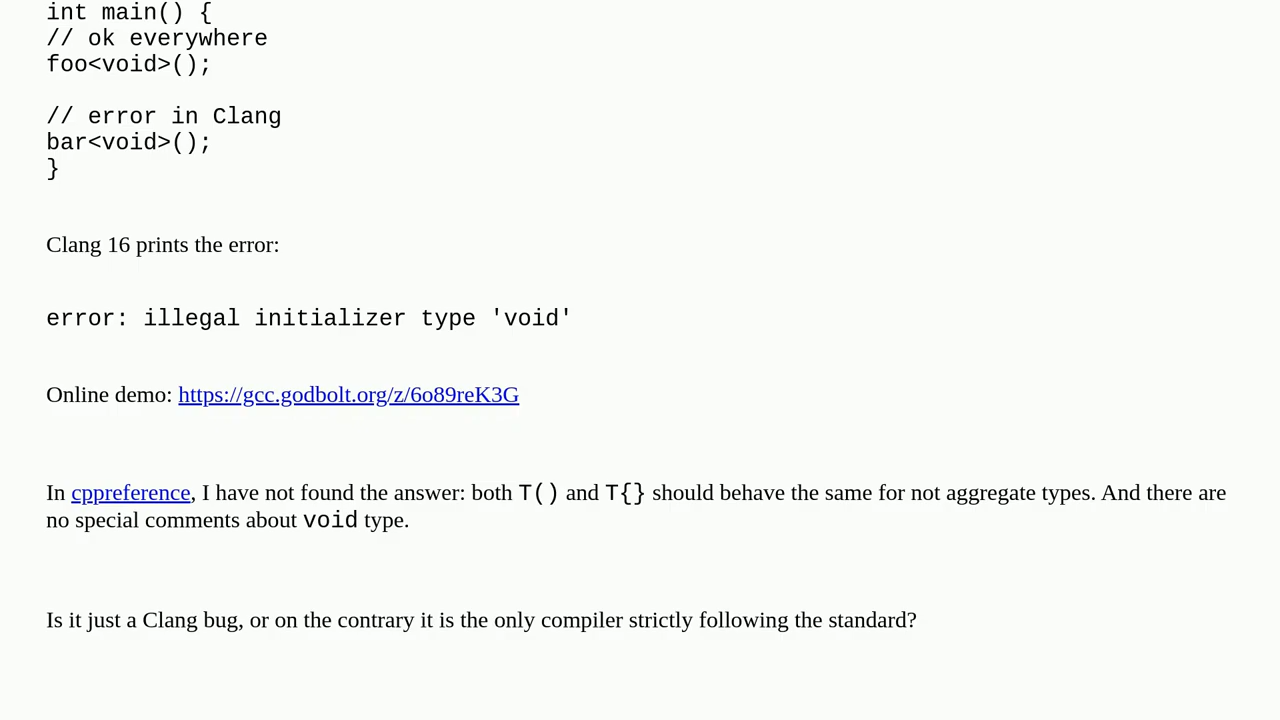 int main() {
// ok everywhere
foo<void>();
// error in Clang
bar<void>();
}
Clang 16 prints the error:
error: illegal initializer type 'void'
Online demo: https://gcc.godbolt.org/z/6o89reK3G
In cppreference, I have not found the answer: both T() and T{} should behave the same for not aggregate types. And there are
no special comments about void type.
Is it just a Clang bug, or on the contrary it is the only compiler strictly following the standard?